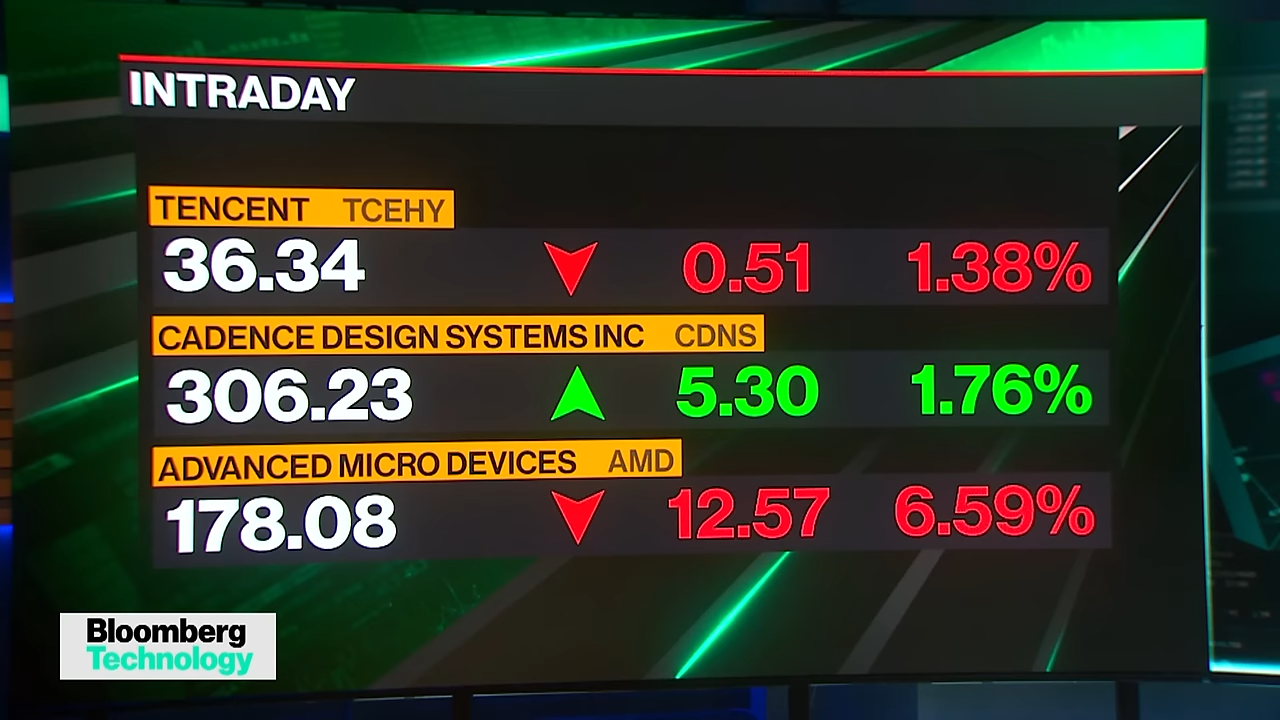 INTRADAY
TENCENT TCEHY
36.34 ▼ 0.51 1.38%
CADENCE DESIGN SYSTEMS INC CDNS
306.23 ▲ 5.30 1.76%
ADVANCED MICRO DEVICES AMD
178.08 ▼ 12.57 6.59%
Bloomberg
Technology